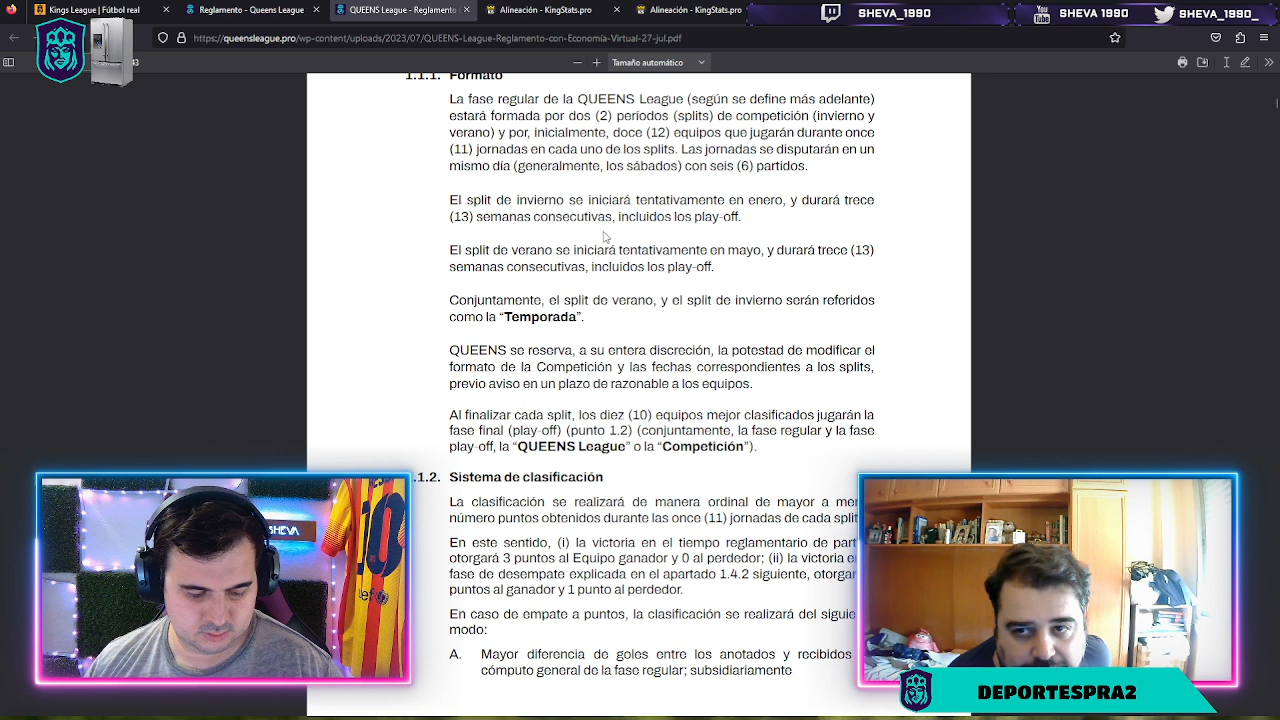 Kings League | Fútbol real
Reglamento - Queens League
QUEENS League - Reglamento
Alineación - KingStats.pro
Alineación - KingStats.pro
SHEVA_1990
You Tube
SHEVA 1990
SHEVA_1990_
https://queensleague.pro/wp-content/uploads/2023/07/QUEENS-League-Reglamento-con-Economía-Virtual-27-jul.pdf
43
Tamaño automático
1.1.1. Formato
La fase regular de la QUEENS League (según se define más adelante)
estará formada por dos (2) períodos (splits) de competición (invierno y
verano) y por, inicialmente, doce (12) equipos que jugarán durante once
(11) jornadas en cada uno de los splits. Las jornadas se disputarán en un
mismo día (generalmente, los sábados) con seis (6) partidos.
El split de invierno se iniciará tentativamente en enero, y durará trece
(13) semanas consecutivas, incluidos los play-off.
El split de verano se iniciará tentativamente en mayo, y durará trece (13)
semanas consecutivas, incluidos los play-off.
Conjuntamente, el split de verano, y el split de invierno serán referidos
como la “Temporada”.
QUEENS se reserva, a su entera discreción, la potestad de modificar el
formato de la Competición y las fechas correspondientes a los splits,
previo aviso en un plazo de razonable a los equipos.
Al finalizar cada split, los diez (10) equipos mejor clasificados jugarán la
fase final (play-off) (punto 1.2) (conjuntamente, la fase regular y la fase
play-off, la “QUEENS League” o la “Competición”).
.1.2. Sistema de clasificación
La clasificación se realizará de manera ordinal de mayor a men
número puntos obtenidos durante las once (11) jornadas de cada split
En este sentido, (i) la victoria en el tiempo reglamentario de par
otorgará 3 puntos al Equipo ganador y 0 al perdedor; (ii) la victoria e
fase de desempate explicada en el apartado 1.4.2 siguiente, otorgar
puntos al ganador y 1 punto al perdedor.
En caso de empate a puntos, la clasificación se realizará del siguie
modo:
A. Mayor diferencia de goles entre los anotados y recibidos
cómputo general de la fase regular; subsidiariamente
SHEVA
10
DEPORTESPRA2